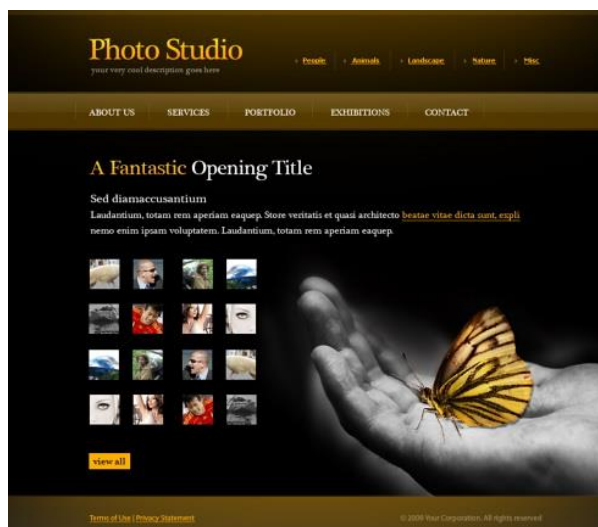 Photo Studio
your very cool description goes here
People Animals Landscape Nature Misc
ABOUT US SERVICES PORTFOLIO EXHIBITIONS CONTACT
A Fantastic Opening Title
Sed diamaccusantium
Laudantium, totam rem aperiam eaquep. Store veritatis et quasi architecto beatae vitae dicta sunt, expli
nemo enim ipsam voluptatem. Laudantium, totam rem aperiam eaquep.
view all
Terms of Use | Privacy Statement © 2009 Your Corporation. All rights reserved